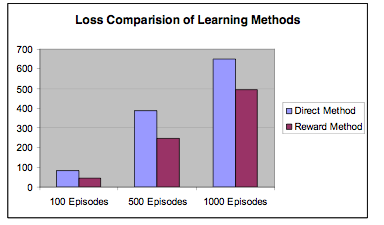 Loss Comparision of Learning Methods
700
600
500
400
300
200
100
0
100 Episodes 500 Episodes 1000 Episodes
Direct Method
Reward Method